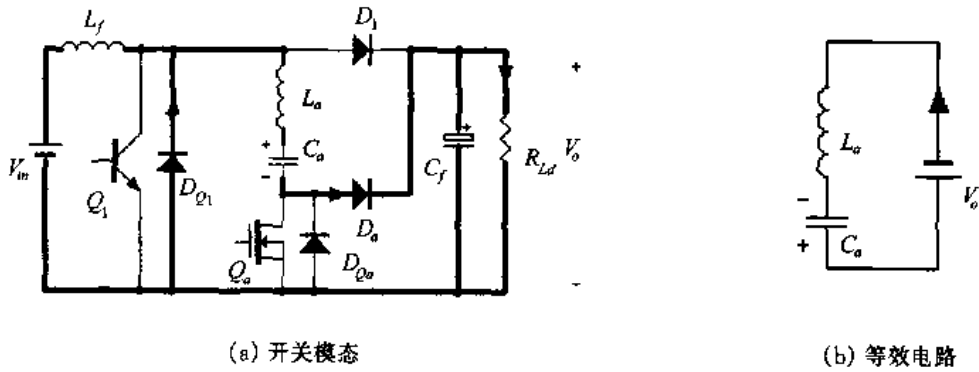 L_f
D_1
L_a
+
C_a
-
V_in
Q_1
D_Q1
Q_a
D_Qa
D_a
C_f
+
R_Ld
+
V_o
-
(a) 开关模态
L_a
-
+
C_a
V_o
(b) 等效电路